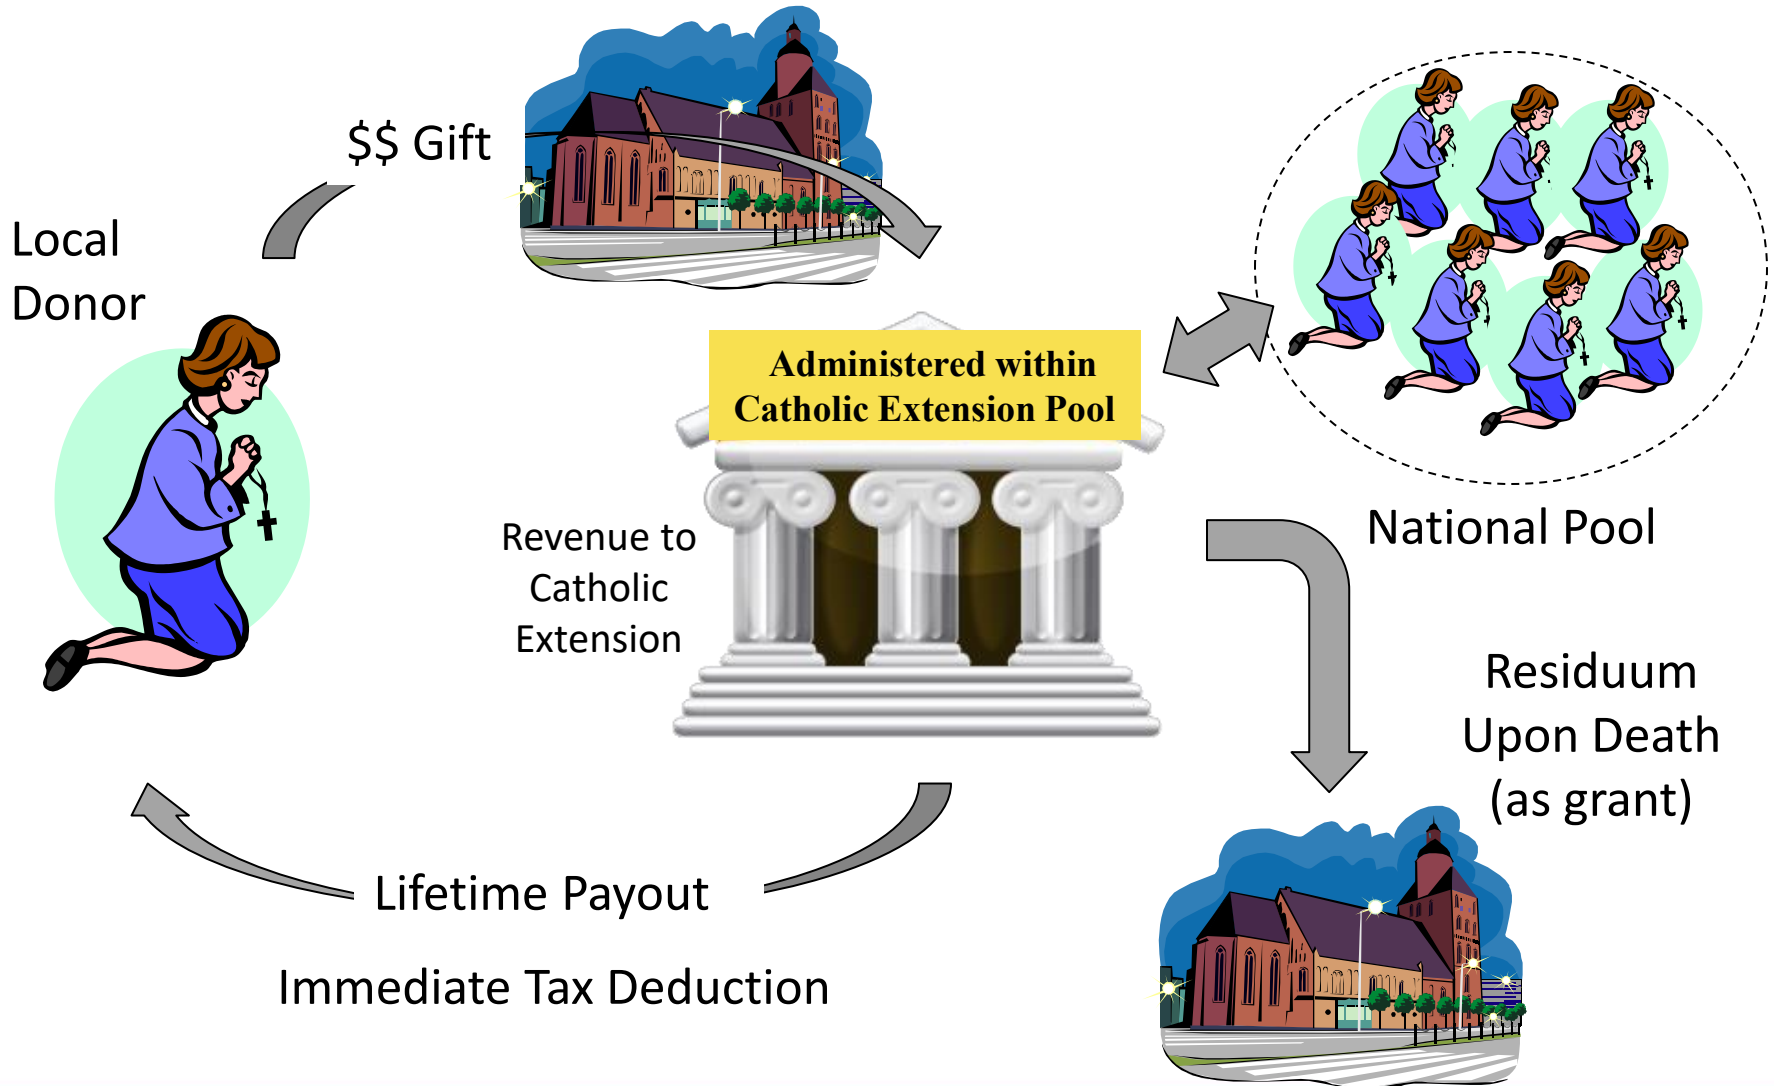 $$ Gift
Local
Donor
Administered within
Catholic Extension Pool
National Pool
Revenue to
Catholic
Extension
Residuum
Upon Death
(as grant)
Lifetime Payout
Immediate Tax Deduction